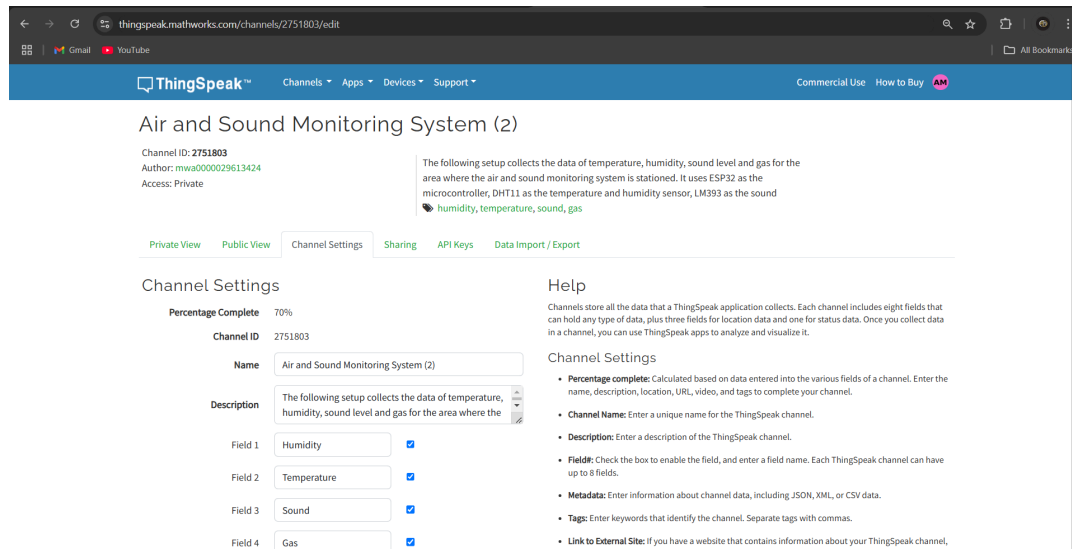 thingspeak.mathworks.com/channels/2751803/edit
Gmail YouTube All Bookmarks
ThingSpeak™ Channels Apps Devices Support Commercial Use How to Buy AM
Air and Sound Monitoring System (2)
Channel ID: 2751803
Author: mwa0000029613424
Access: Private
The following setup collects the data of temperature, humidity, sound level and gas for the
area where the air and sound monitoring system is stationed. It uses ESP32 as the
microcontroller, DHT11 as the temperature and humidity sensor, LM393 as the sound
humidity, temperature, sound, gas
Private View Public View Channel Settings Sharing API Keys Data Import / Export
Channel Settings
Percentage Complete 70%
Channel ID 2751803
Name Air and Sound Monitoring System (2)
Description The following setup collects the data of temperature,
humidity, sound level and gas for the area where the
Field 1 Humidity
Field 2 Temperature
Field 3 Sound
Field 4 Gas
Help
Channels store all the data that a ThingSpeak application collects. Each channel includes eight fields that
can hold any type of data, plus three fields for location data and one for status data. Once you collect data
in a channel, you can use ThingSpeak apps to analyze and visualize it.
Channel Settings
• Percentage complete: Calculated based on data entered into the various fields of a channel. Enter the
name, description, location, URL, video, and tags to complete your channel.
• Channel Name: Enter a unique name for the ThingSpeak channel.
• Description: Enter a description of the ThingSpeak channel.
• Field#: Check the box to enable the field, and enter a field name. Each ThingSpeak channel can have
up to 8 fields.
• Metadata: Enter information about channel data, including JSON, XML, or CSV data.
• Tags: Enter keywords that identify the channel. Separate tags with commas.
• Link to External Site: If you have a website that contains information about your ThingSpeak channel,